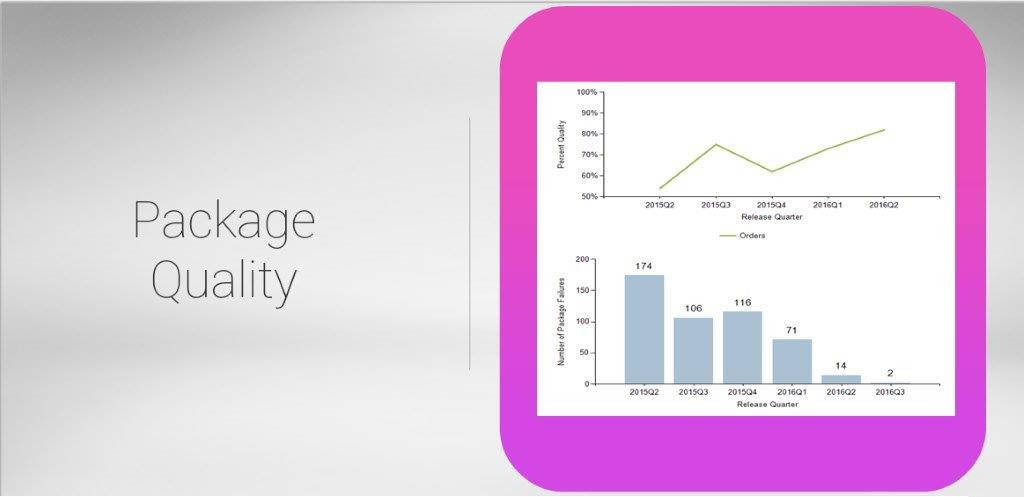 Package
Quality
100%
90%
80%
70%
60%
50%
Percent Quality
2015Q2 2015Q3 2015Q4 2016Q1 2016Q2
Release Quarter
Orders
200
150
100
50
0
Number of Package Failures
174
106
116
71
14
2
2015Q2 2015Q3 2015Q4 2016Q1 2016Q2 2016Q3
Release Quarter